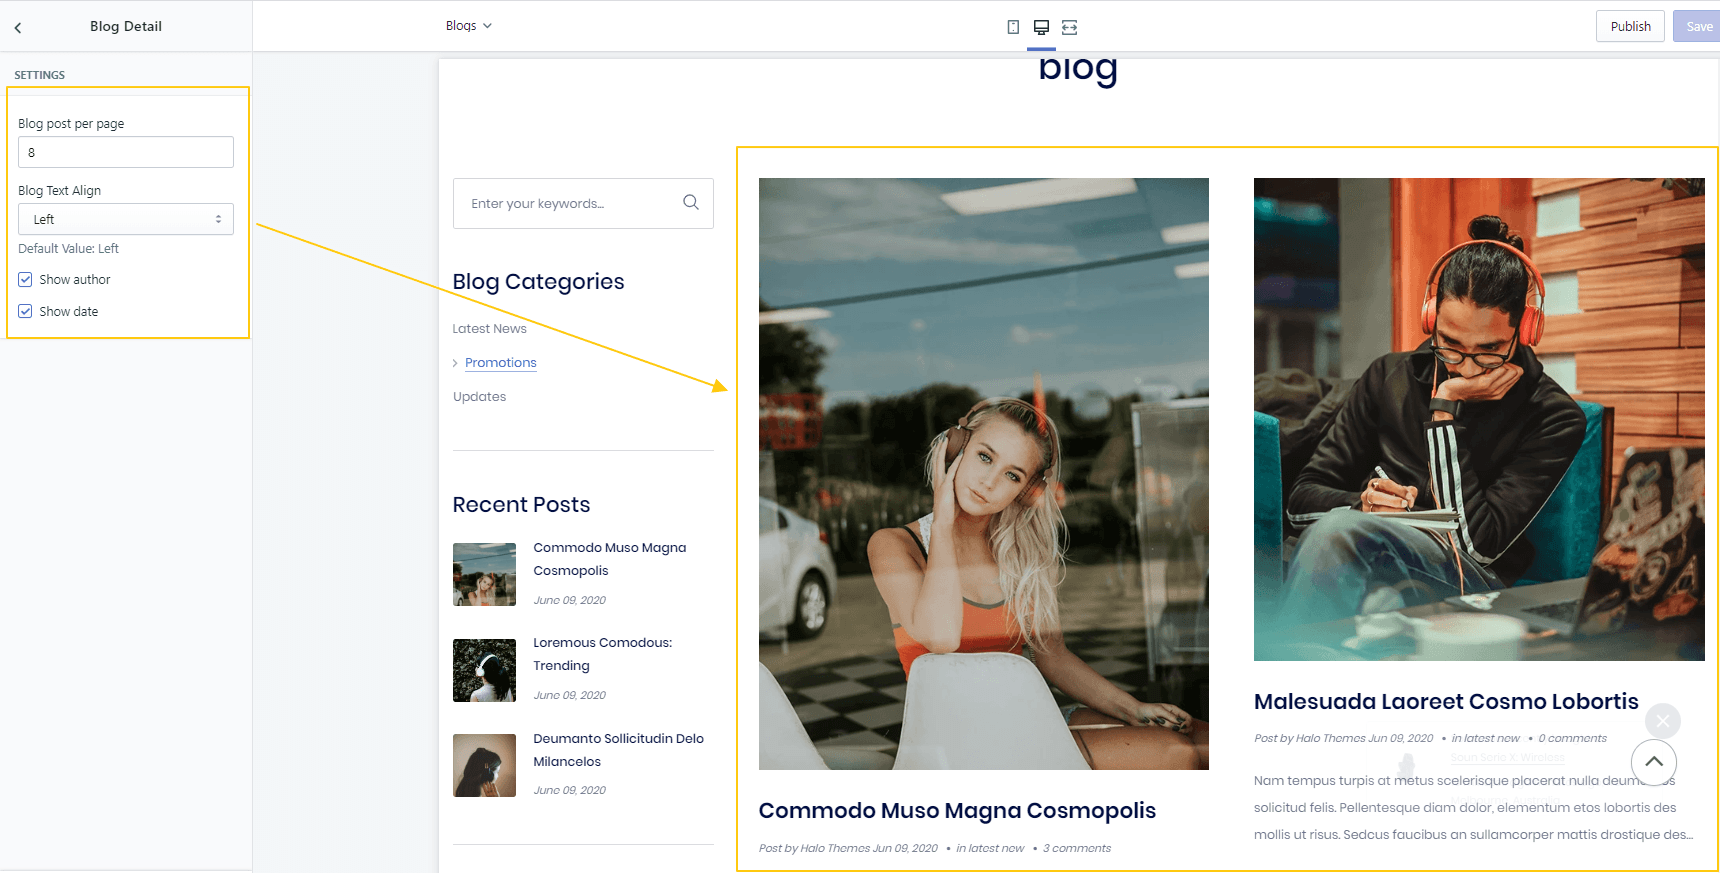 Blog Detail
Blogs
Publish
Save
SETTINGS
Blog post per page
8
Blog Text Align
Left
Default Value: Left
Show author
Show date
blog
Enter your keywords...
Blog Categories
Latest News
Promotions
Updates
Recent Posts
Commodo Muso Magna
Cosmopolis
June 09, 2020
Loremous Comodous:
Trending
June 09, 2020
Deumanto Sollicitudin Delo
Milancelos
June 09, 2020
Commodo Muso Magna Cosmopolis
Post by Halo Themes Jun 09, 2020 • in latest new • 3 comments
Malesuada Laoreet Cosmo Lobortis
Post by Halo Themes Jun 09, 2020 • in latest new • 0 comments
Nam tempus turpis at metus scelerisque placerat nulla
solicitud felis. Pellentesque diam dolor, elementum etos lobortis des
mollis ut risus. Sedcus faucibus an sullamcorper mattis drostique des...